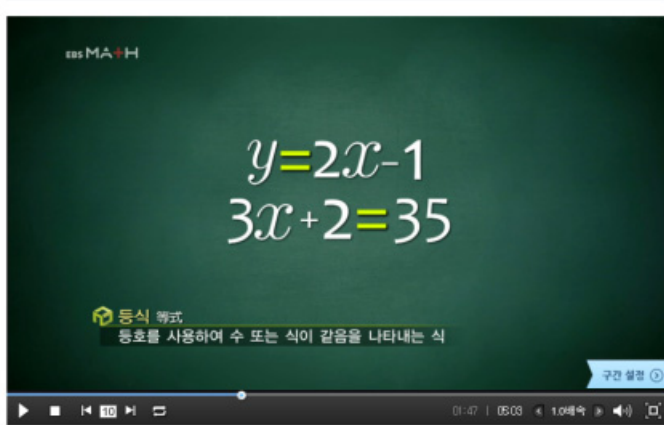 EBS MATH
y=2x-1
3x+2=35
등식 等式
등호를 사용하여 수 또는 식이 같음을 나타내는 식
구간 설정
10 01:47 | 05:03 1.0배속